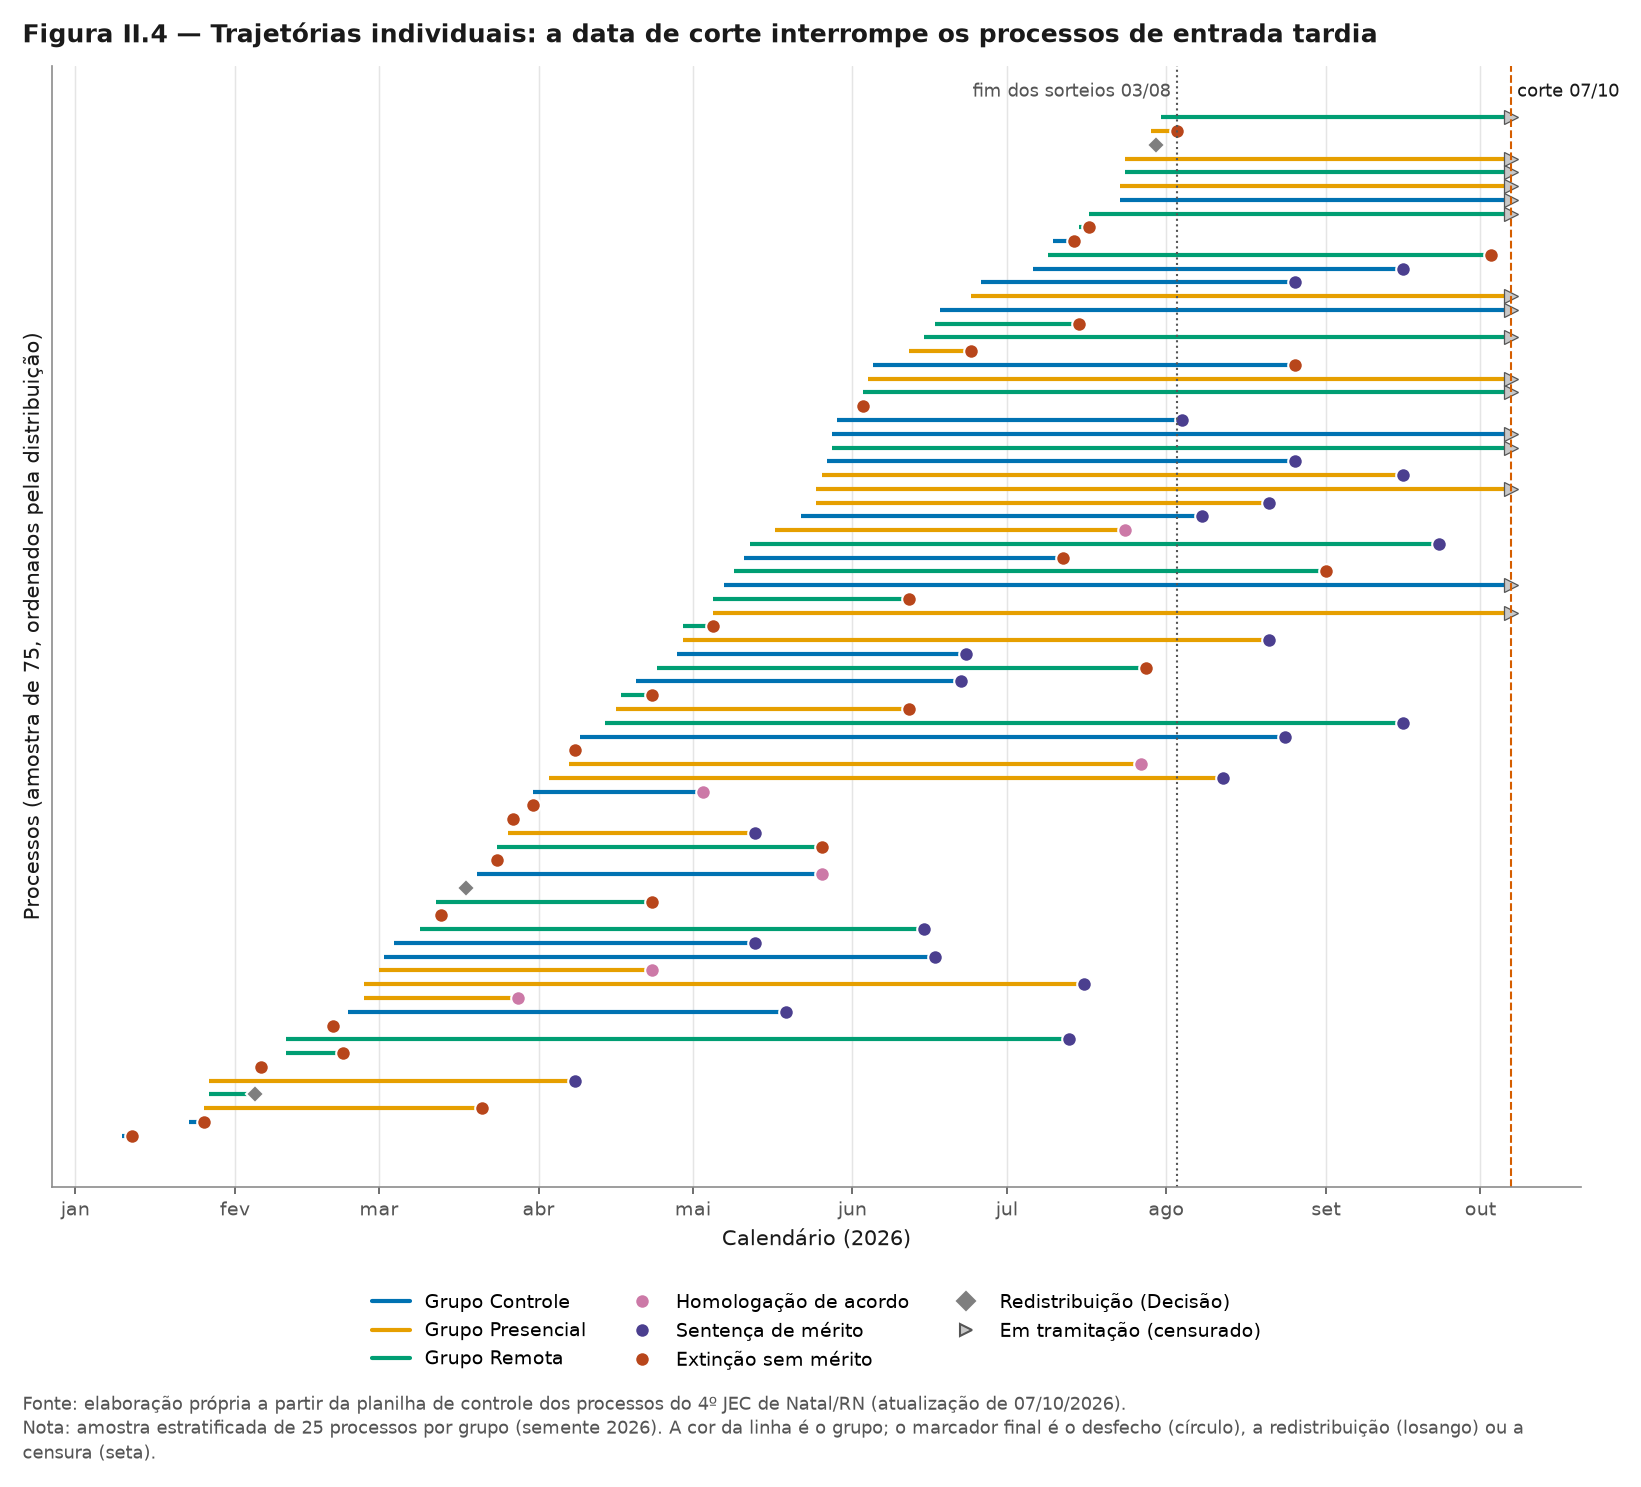 Figura II.4 — Trajetórias individuais: a data de corte interrompe os processos de entrada tardia
fim dos sorteios 03/08
corte 07/10
Processos (amostra de 75, ordenados pela distribuição)
jan fev mar abr mai jun jul ago set out
Calendário (2026)
Grupo Controle
Grupo Presencial
Grupo Remota
Homologação de acordo
Sentença de mérito
Extinção sem mérito
Redistribuição (Decisão)
Em tramitação (censurado)
Fonte: elaboração própria a partir da planilha de controle dos processos do 4º JEC de Natal/RN (atualização de 07/10/2026).
Nota: amostra estratificada de 25 processos por grupo (semente 2026). A cor da linha é o grupo; o marcador final é o desfecho (círculo), a redistribuição (losango) ou a
censura (seta).